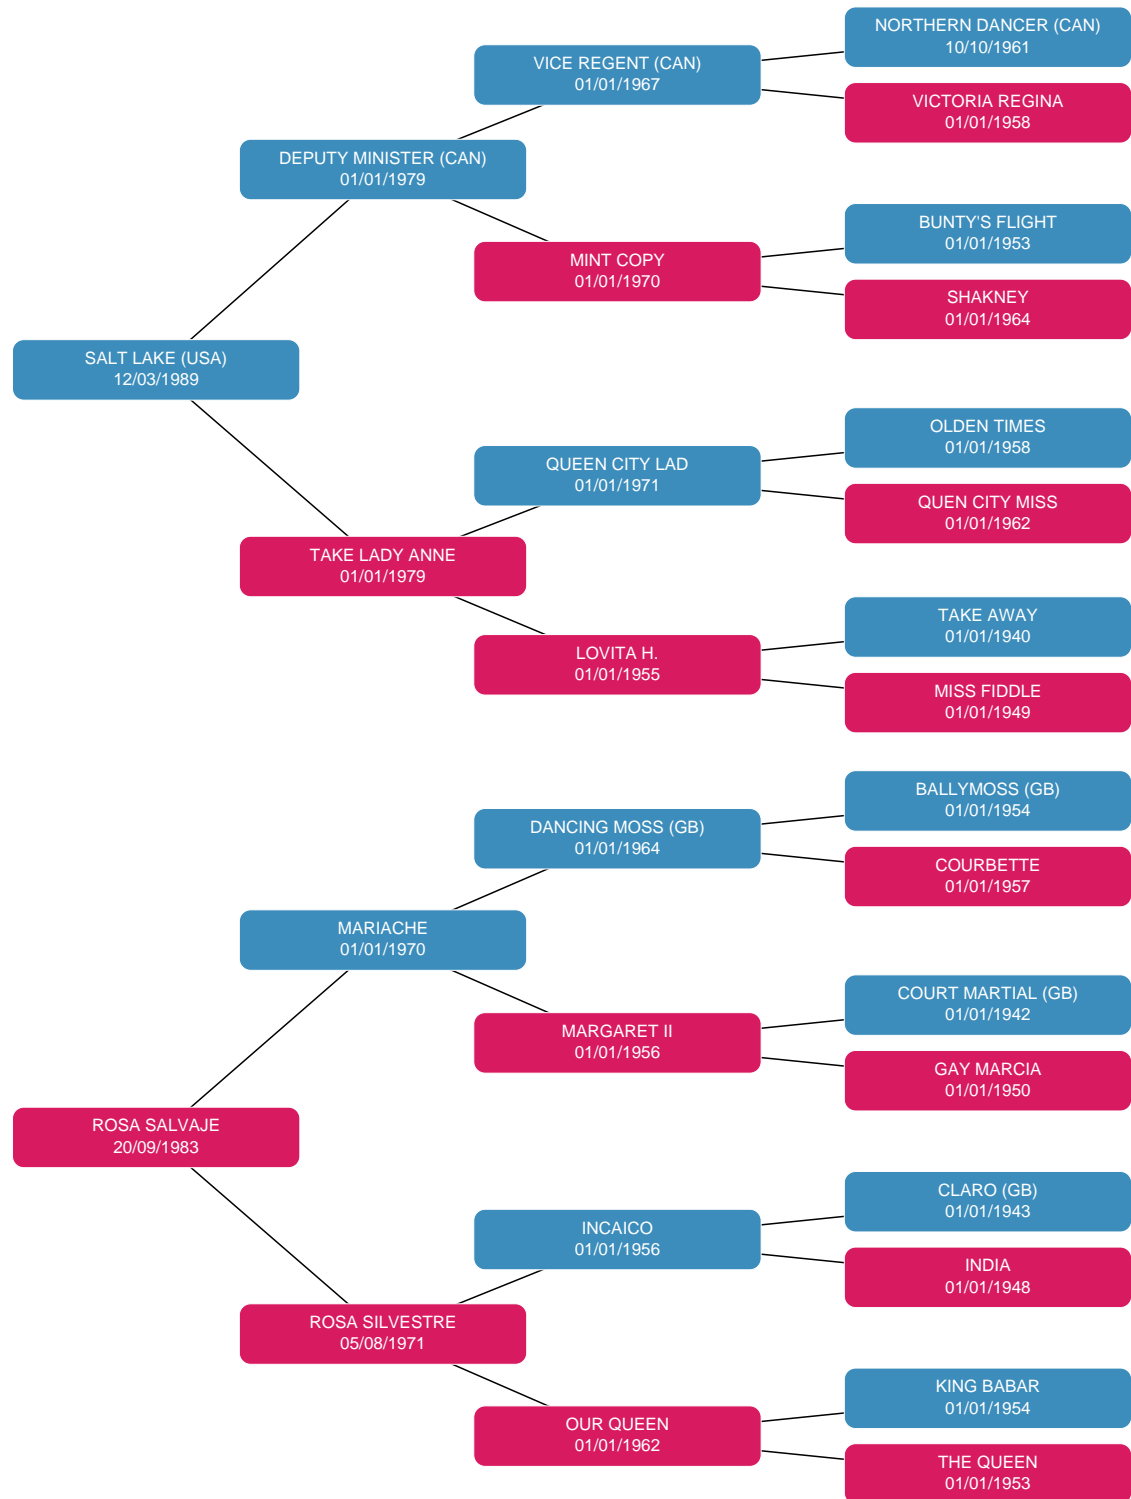 NORTHERN DANCER (CAN)
10/10/1961
VICE REGENT (CAN)
01/01/1967
VICTORIA REGINA
01/01/1958
DEPUTY MINISTER (CAN)
01/01/1979
BUNTY'S FLIGHT
01/01/1953
MINT COPY
01/01/1970
SHAKNEY
01/01/1964
SALT LAKE (USA)
12/03/1989
OLDEN TIMES
01/01/1958
QUEEN CITY LAD
01/01/1971
QUEN CITY MISS
01/01/1962
TAKE LADY ANNE
01/01/1979
TAKE AWAY
01/01/1940
LOVITA H.
01/01/1955
MISS FIDDLE
01/01/1949
BALLYMOSS (GB)
01/01/1954
DANCING MOSS (GB)
01/01/1964
COURBETTE
01/01/1957
MARIACHE
01/01/1970
COURT MARTIAL (GB)
01/01/1942
MARGARET II
01/01/1956
GAY MARCIA
01/01/1950
ROSA SALVAJE
20/09/1983
CLARO (GB)
01/01/1943
INCAICO
01/01/1956
INDIA
01/01/1948
ROSA SILVESTRE
05/08/1971
KING BABAR
01/01/1954
OUR QUEEN
01/01/1962
THE QUEEN
01/01/1953